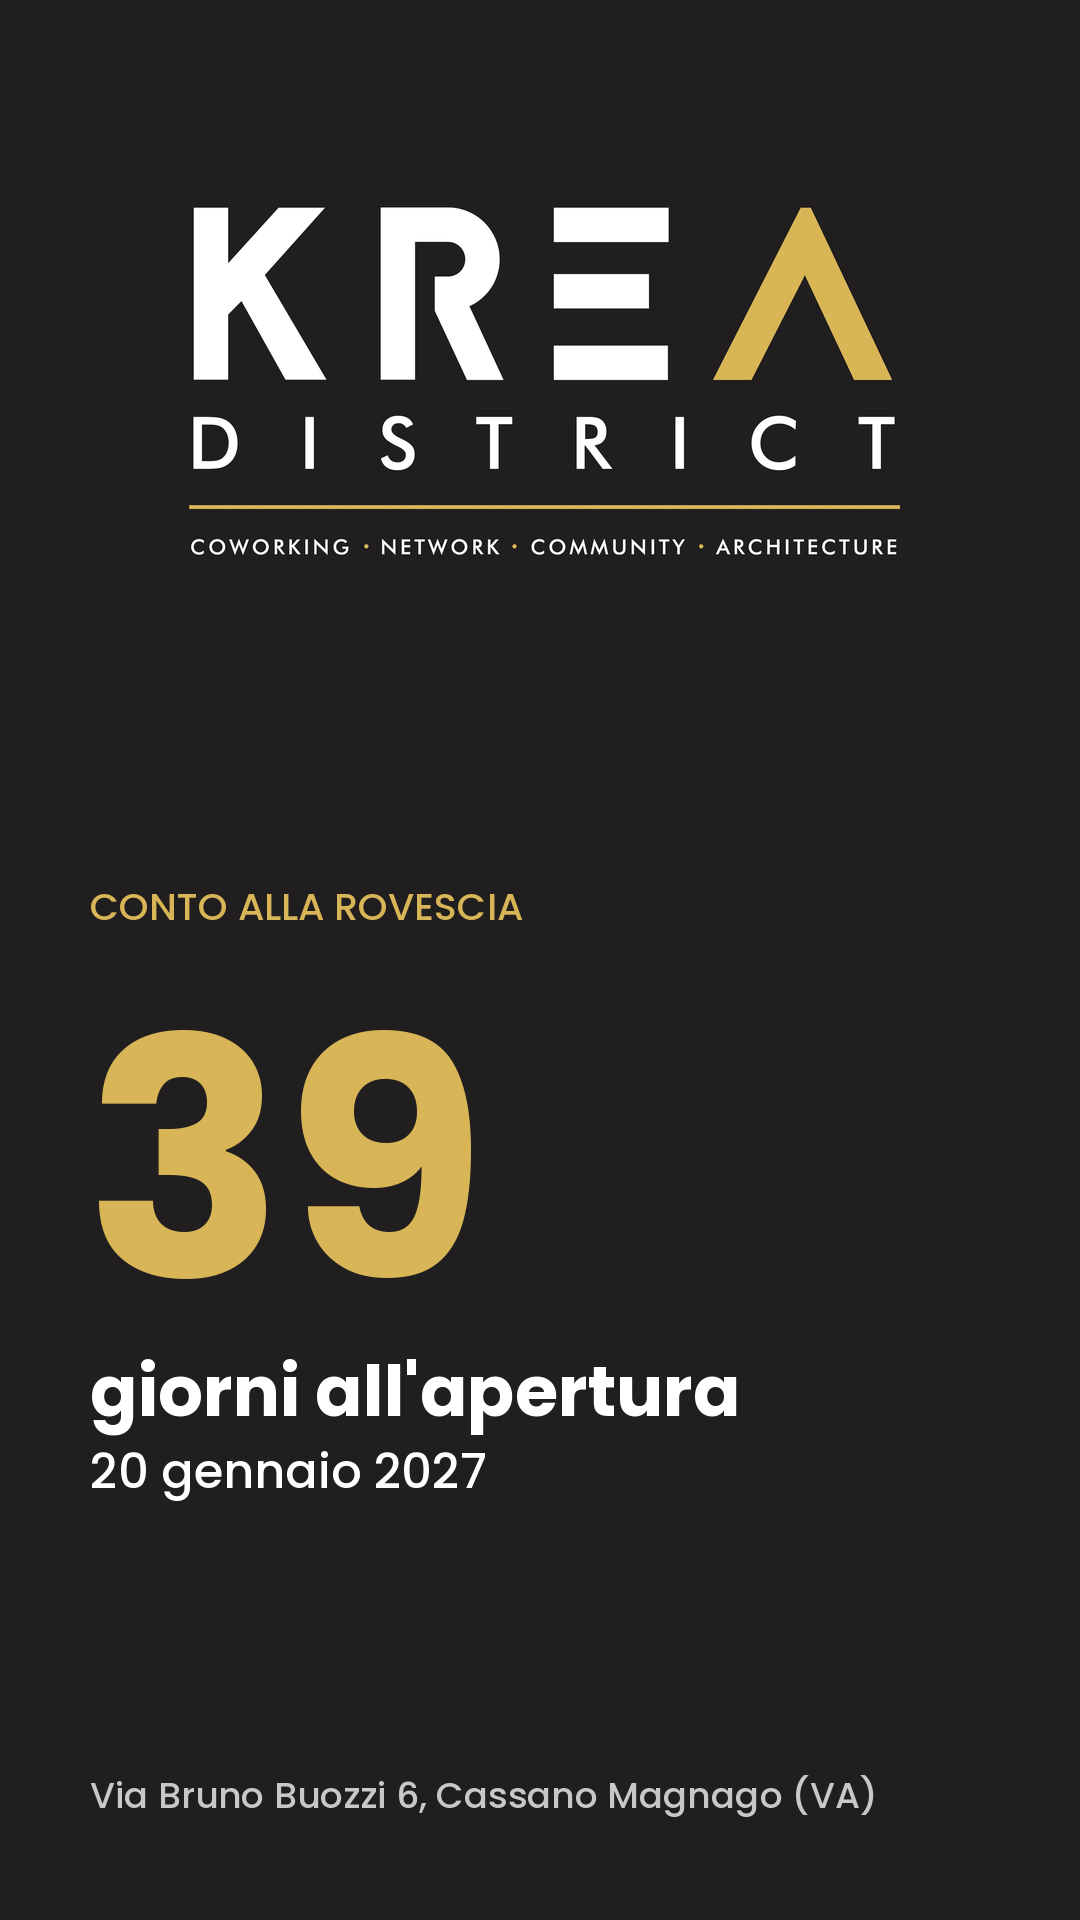 KREA
DISTRICT
COWORKING · NETWORK · COMMUNITY · ARCHITECTURE
CONTO ALLA ROVESCIA
39
giorni all'apertura
20 gennaio 2027
Via Bruno Buozzi 6, Cassano Magnago (VA)